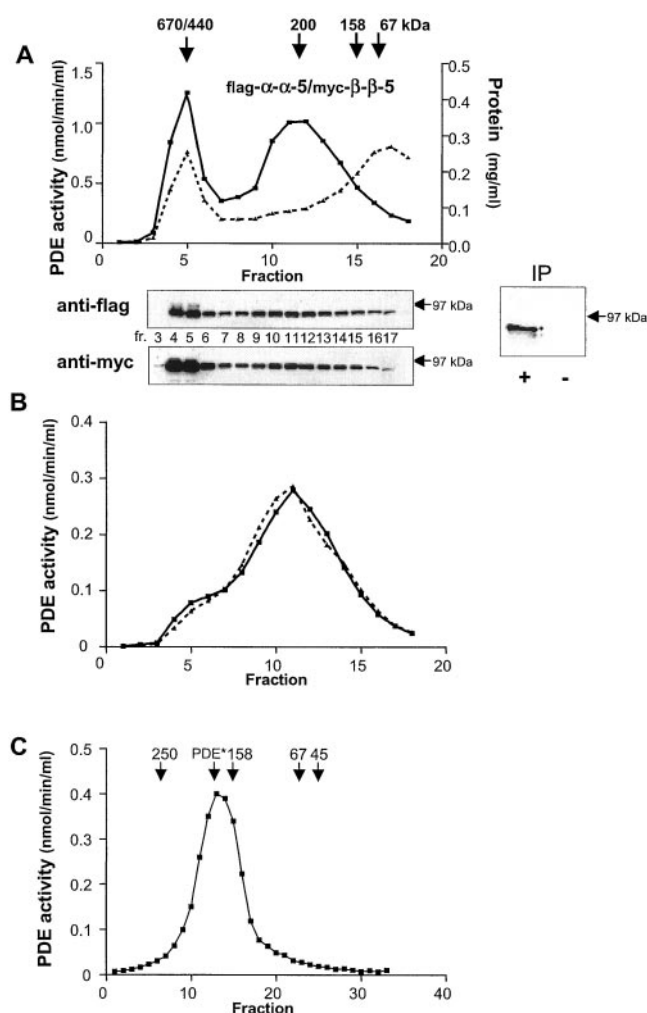 A
670/440 200 158 67 kDa
1.5 0.5
flag-α-α-5/myc-β-β-5
0.4
1.0 0.3
0.5 0.2
0.1
0 0.0
0 5 10 15 20
PDE activity (nmol/min/ml)
Protein (mg/ml)
Fraction
IP
anti-flag 97 kDa
97 kDa
fr. 3 4 5 6 7 8 9 10 11 12 13 14 15 16 17
anti-myc 97 kDa
+ -
B
0.4
0.3
0.2
0.1
0
0 5 10 15 20
PDE activity (nmol/min/ml)
Fraction
C
250 PDE* 158 67 45
0.5
0.4
0.3
0.2
0.1
0
0 10 20 30 40
PDE activity (nmol/min/ml)
Fraction